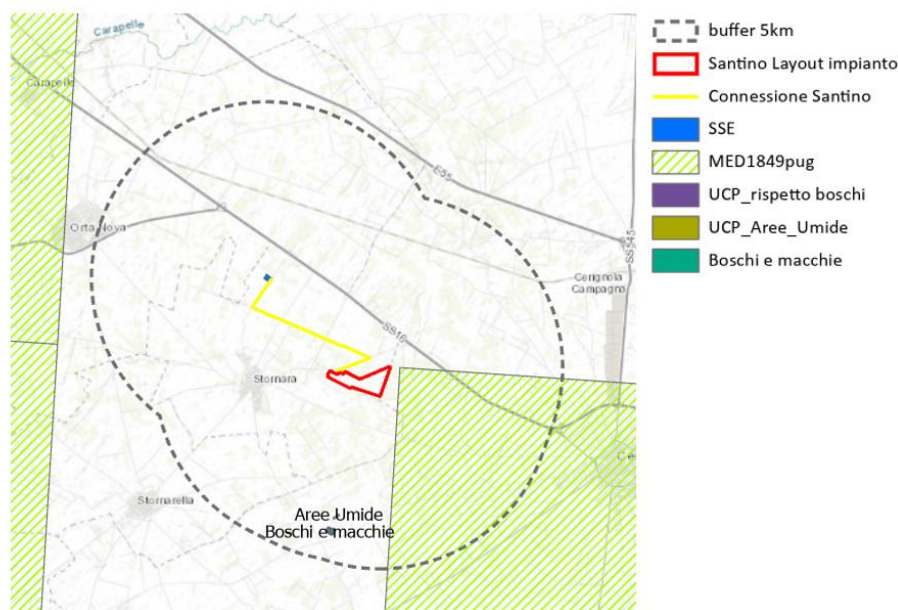 Carapelle
Carapelle
E55
Orta Nova
SS545
Cerignola
Campagna
SS16
Stornara
Stornarella
Aree Umide
Boschi e macchie
buffer 5km
Santino Layout impianto
Connessione Santino
SSE
MED1849pug
UCP_rispetto boschi
UCP_Aree_Umide
Boschi e macchie